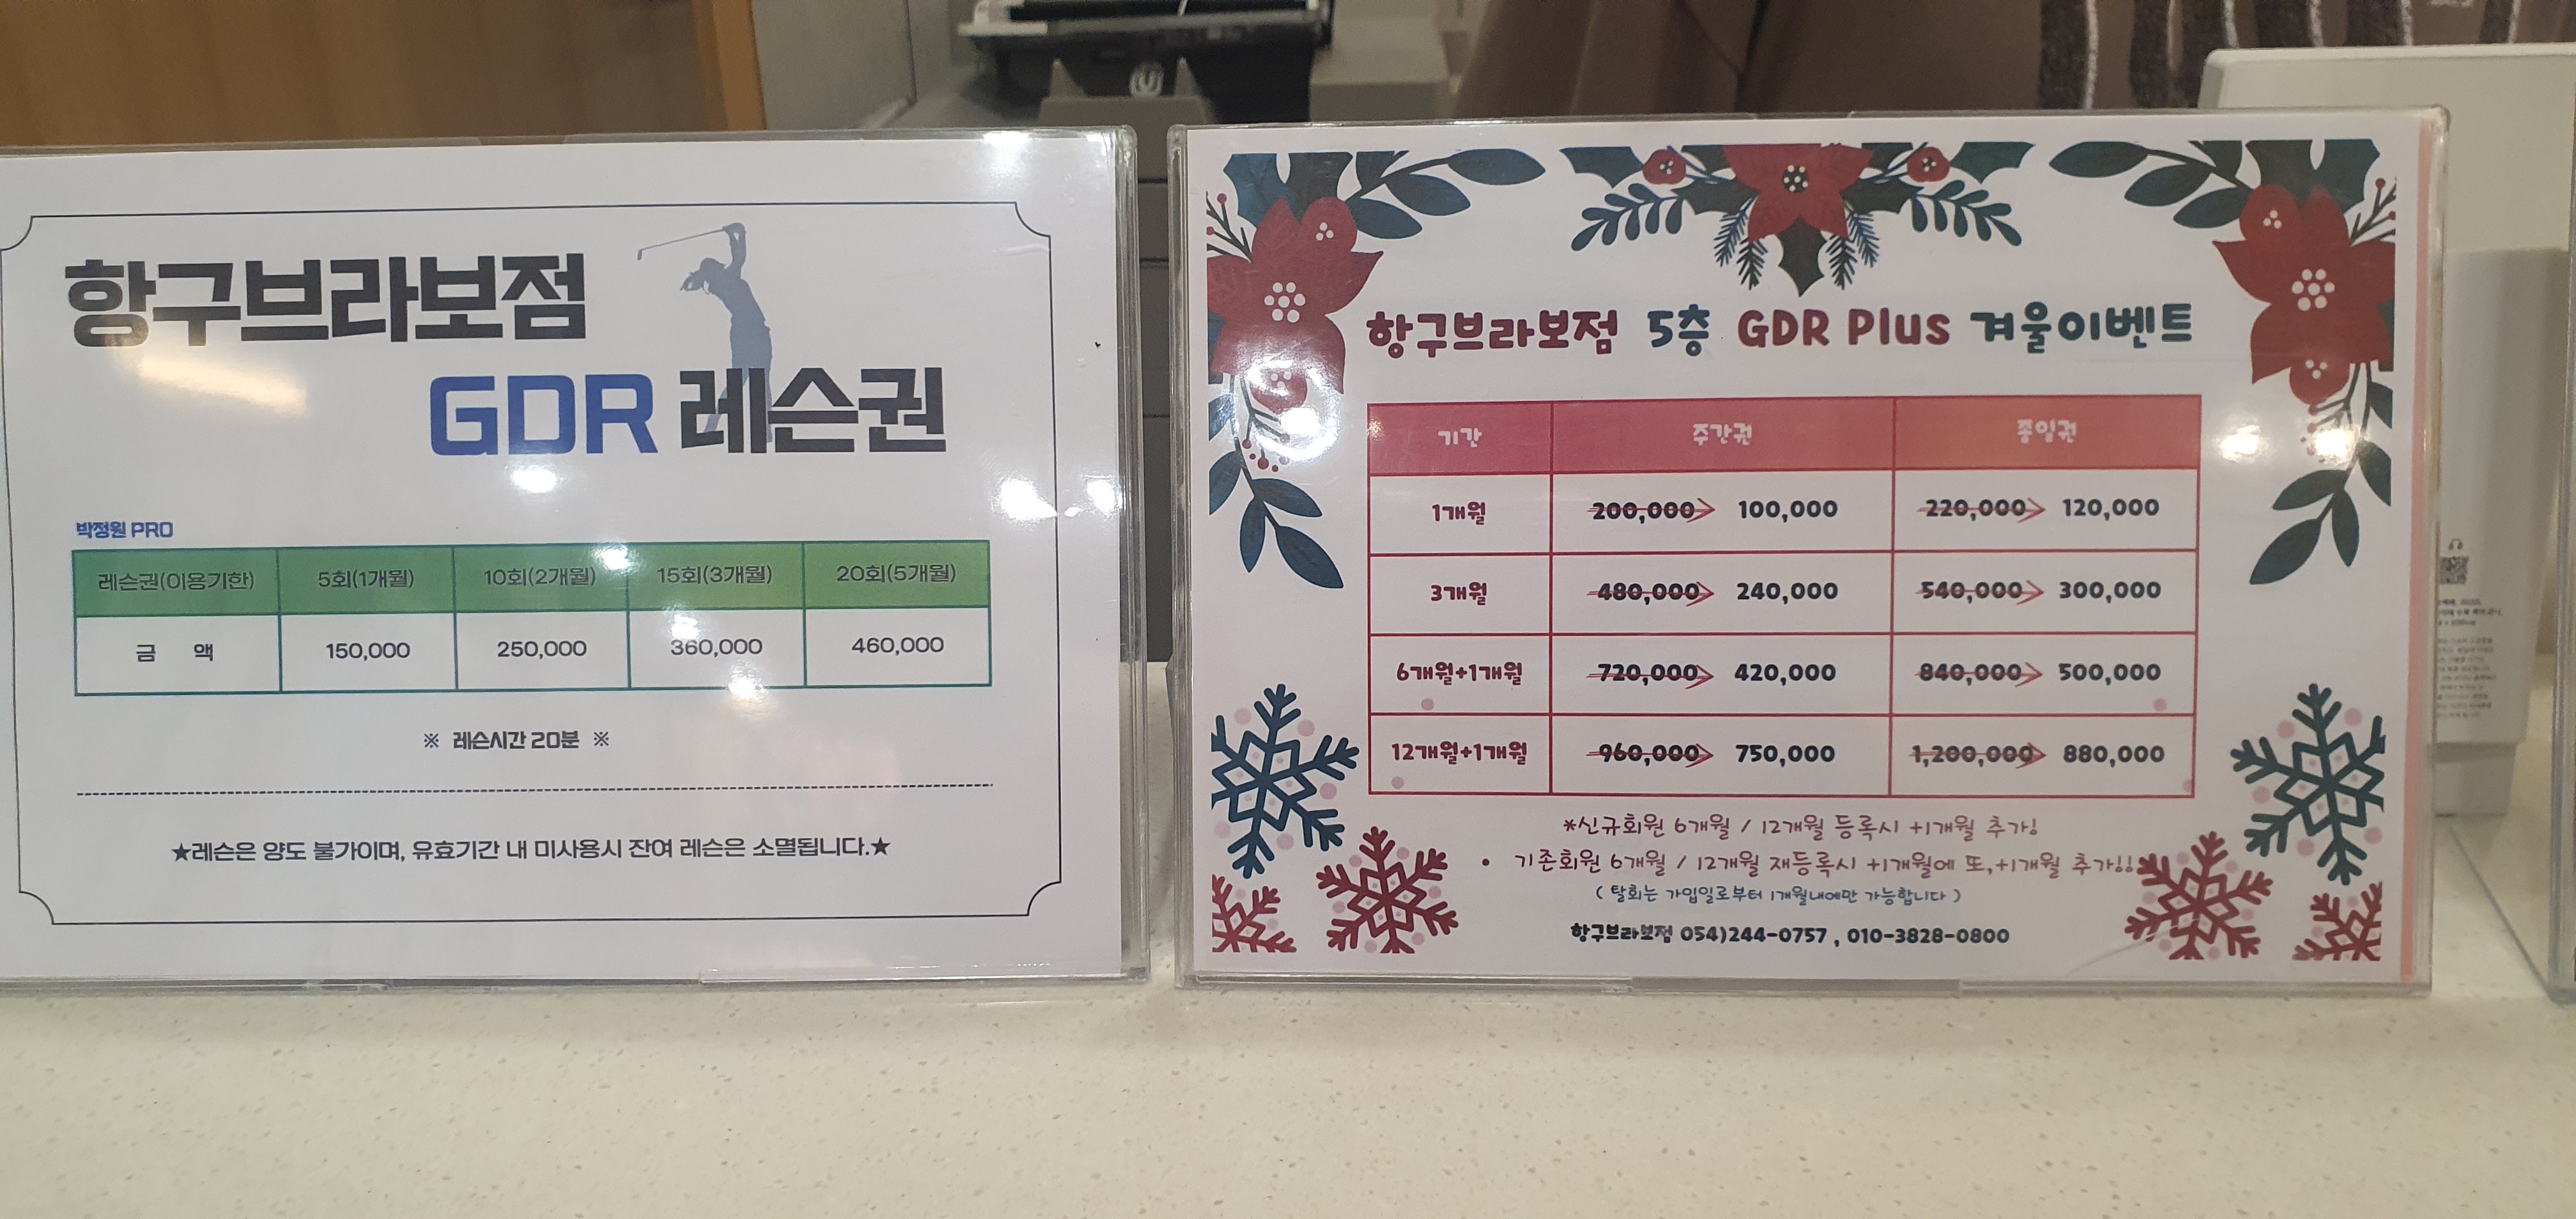 항구브라보점
GDR 레슨권
박정원 PRO
레슨권(이용기한) 5회(1개월) 10회(2개월) 15회(3개월) 20회(5개월)
금 액 150,000 250,000 360,000 460,000
※ 레슨시간 20분 ※
★레슨은 양도 불가이며, 유효기간 내 미사용시 잔여 레슨은 소멸됩니다.★
항구브라보점 5층 GDR Plus 겨울이벤트
기간 주간권 종일권
1개월 200,000 100,000 220,000 120,000
3개월 480,000 240,000 540,000 300,000
6개월+1개월 720,000 420,000 840,000 500,000
12개월+1개월 960,000 750,000 1,200,000 880,000
*신규회원 6개월 / 12개월 등록시 +1개월 추가!
• 기존회원 6개월 / 12개월 재등록시 +1개월에 또,+1개월 추가!!
( 탈회는 가입일로부터 1개월내에만 가능합니다 )
항구브라보점 054)244-0757 , 010-3828-0800